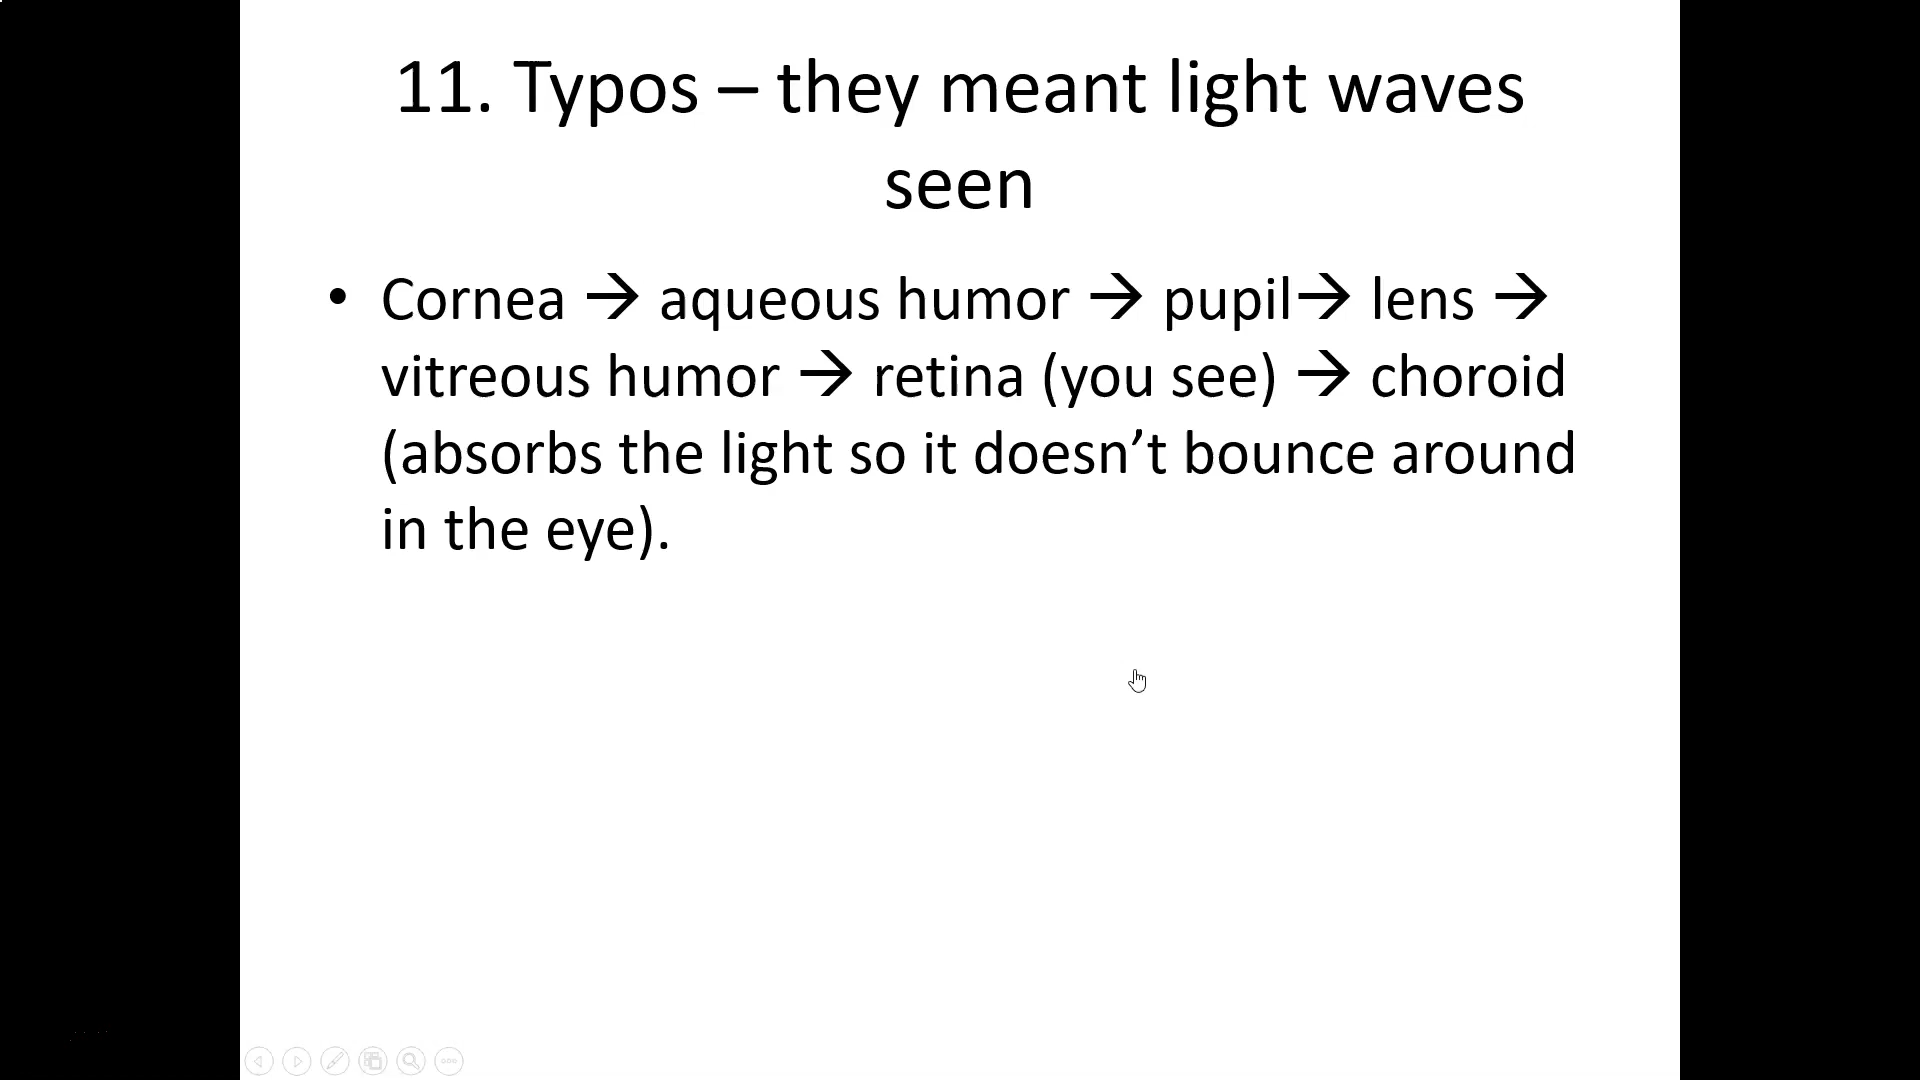 11. Typos – they meant light waves
seen
• Cornea → aqueous humor → pupil→ lens →
vitreous humor → retina (you see) → choroid
(absorbs the light so it doesn’t bounce around
in the eye).